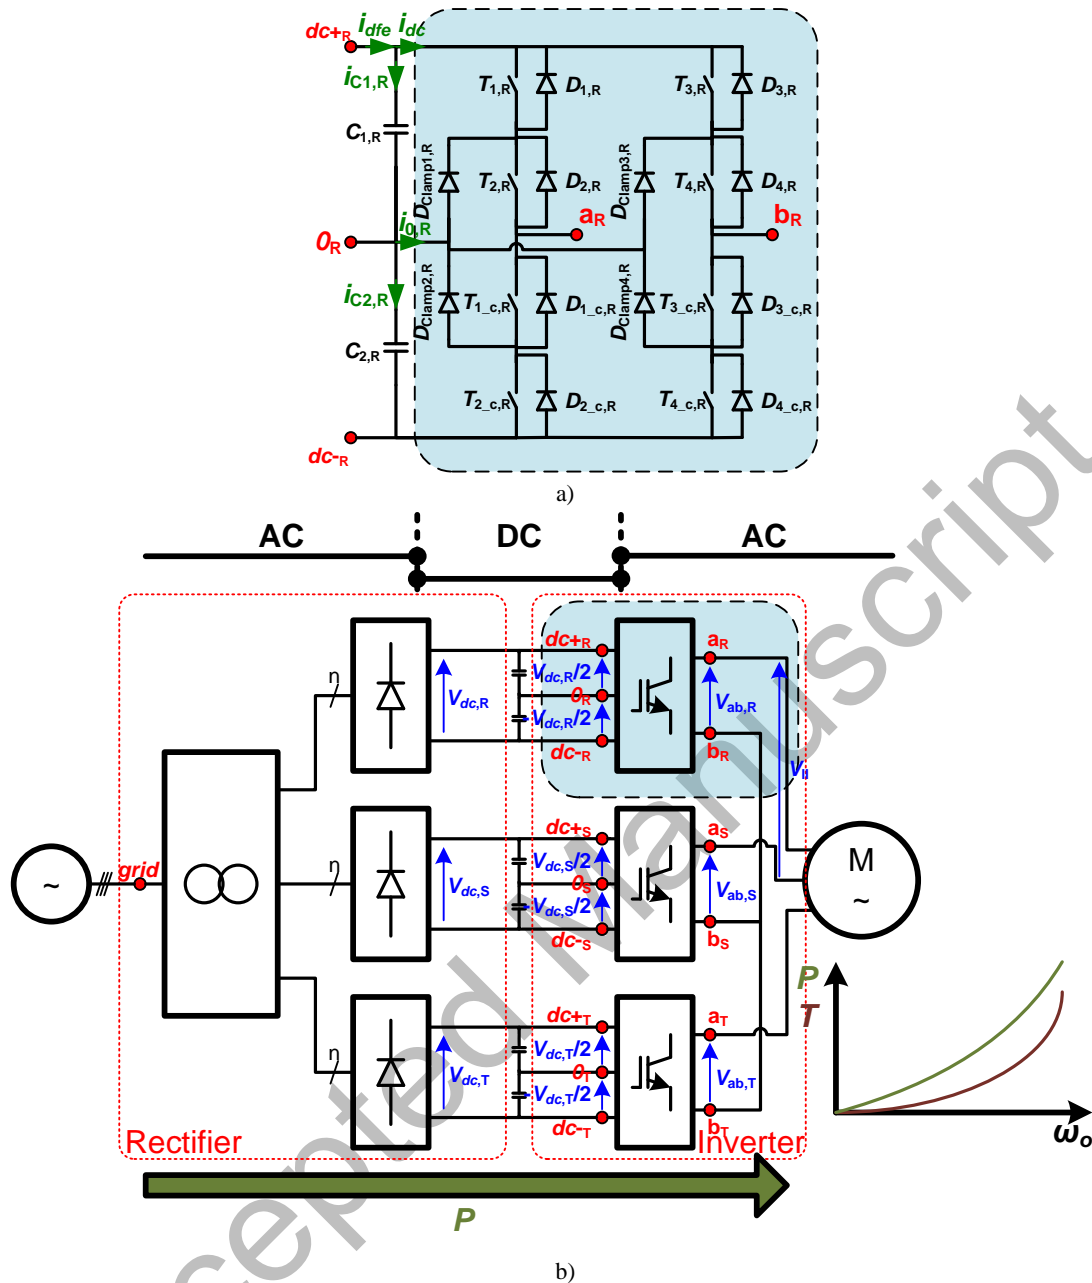 dc+R
idfe
idc
iC1,R
C1,R
T1,R
D1,R
T3,R
D3,R
DClamp1,R
T2,R
D2,R
DClamp3,R
T4,R
D4,R
aR
bR
0R
i0,R
iC2,R
C2,R
DClamp2,R
T1_c,R
D1_c,R
DClamp4,R
T3_c,R
D3_c,R
T2_c,R
D2_c,R
T4_c,R
D4_c,R
dc-R
a)
AC
DC
AC
η
Vdc,R
dc+R
Vdc,R/2
0R
Vdc,R/2
dc-R
aR
Vab,R
bR
Vll
~
grid
η
Vdc,S
dc+S
Vdc,S/2
0S
Vdc,S/2
dc-S
aS
Vab,S
bS
M
~
η
Vdc,T
dc+T
Vdc,T/2
0T
Vdc,T/2
dc-T
aT
Vab,T
bT
P
T
ωo
Rectifier
Inverter
P
b)
cepted Manuscript